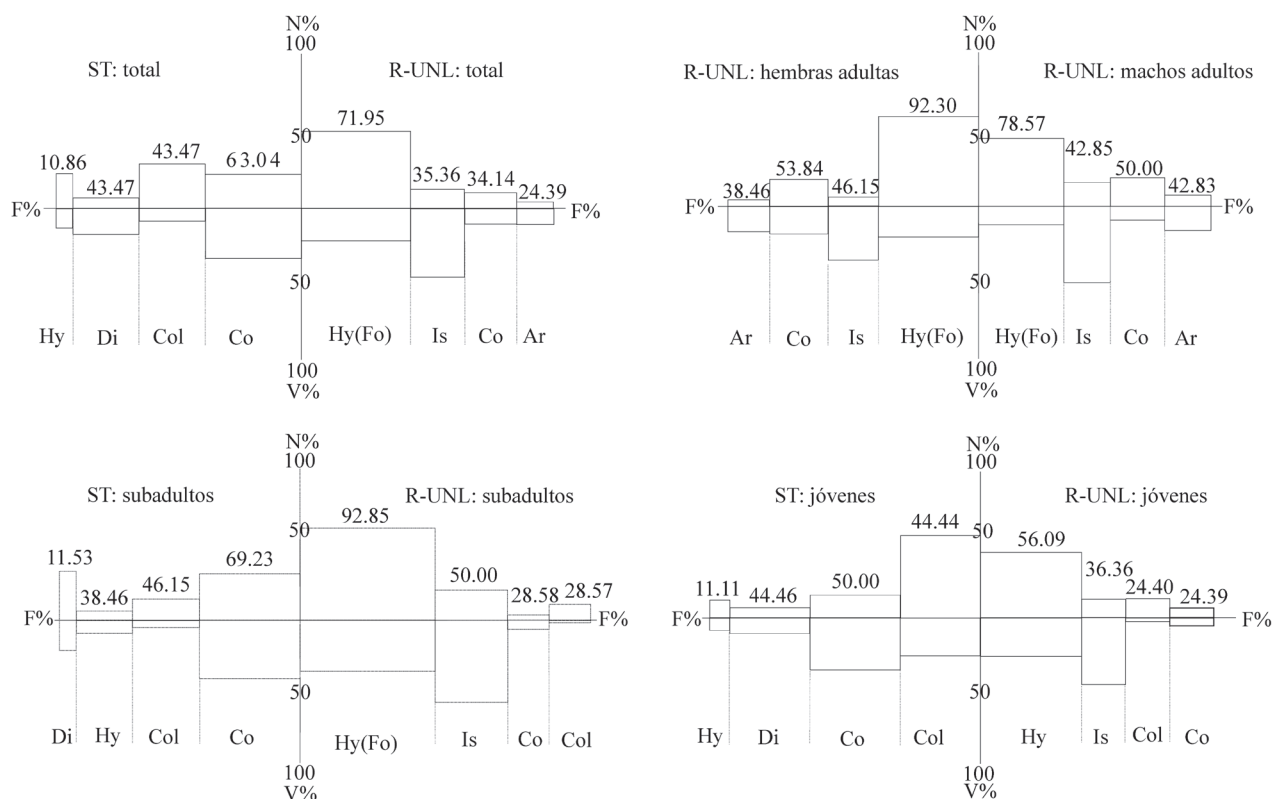 N%
100
ST: total
R-UNL: total
10.86
43.47
43.47
63.04
50
71.95
35.36
34.14
24.39
F%
F%
50
Hy
Di
Col
Co
Hy(Fo)
Is
Co
Ar
100
V%
N%
100
R-UNL: hembras adultas
R-UNL: machos adultos
38.46
53.84
46.15
92.30
50
78.57
42.85
50.00
42.83
F%
F%
50
Ar
Co
Is
Hy(Fo)
Hy(Fo)
Is
Co
Ar
100
V%
N%
100
ST: subadultos
R-UNL: subadultos
11.53
38.46
46.15
69.23
50
92.85
50.00
28.58
28.57
F%
F%
50
Di
Hy
Col
Co
Hy(Fo)
Is
Co
Col
100
V%
N%
100
ST: jóvenes
R-UNL: jóvenes
11.11
44.46
50.00
44.44
50
56.09
36.36
24.40
24.39
F%
F%
50
Hy
Di
Co
Col
Hy
Is
Col
Co
100
V%